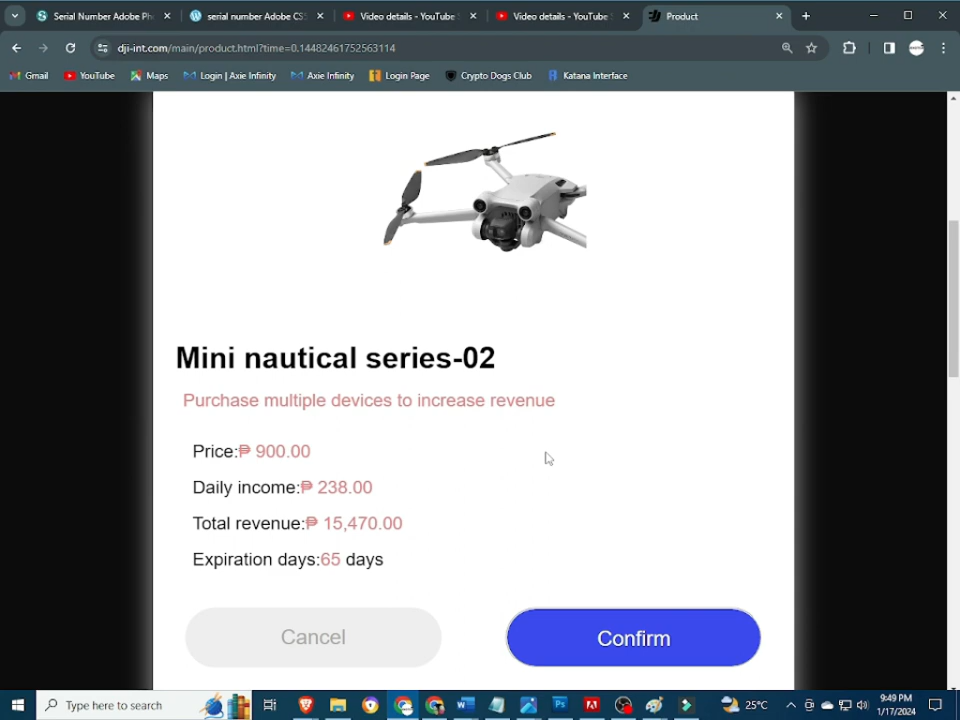 Serial Number Adobe Ph
serial number Adobe CS
Video details - YouTube
Video details - YouTube
Product
dji-int.com/main/product.html?time=0.14482461752563114
Gmail
YouTube
Maps
Login | Axie Infinity
Axie Infinity
Login Page
Crypto Dogs Club
Katana Interface
Mini nautical series-02
Purchase multiple devices to increase revenue
Price:₱ 900.00
Daily income:₱ 238.00
Total revenue:₱ 15,470.00
Expiration days:65 days
Cancel
Confirm
Type here to search
25°C
9:49 PM
1/17/2024